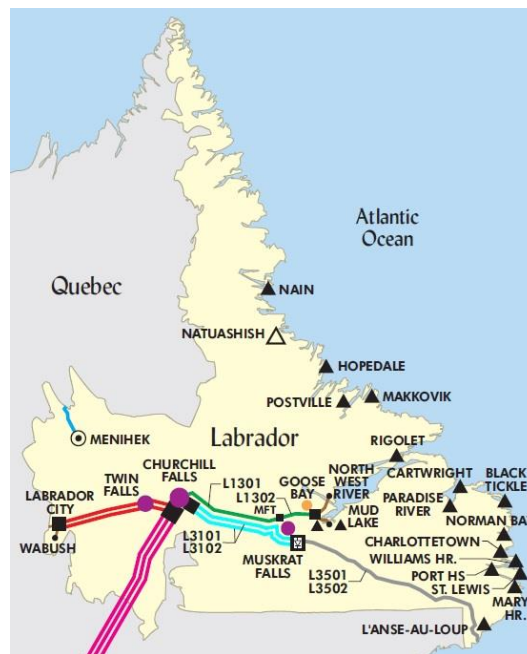 Atlantic
Ocean
Quebec
NAIN
NATUASHISH
HOPEDALE
POSTVILLE
MAKKOVIK
MENIHEK
Labrador
RIGOLET
CHURCHILL
FALLS
TWIN
FALLS
LABRADOR
CITY
WABUSH
L1301
L1302
MFT
GOOSE
BAY
NORTH
WEST
RIVER
MUD
LAKE
CARTWRIGHT
PARADISE
RIVER
BLACK
TICKLE
NORMAN BAY
CHARLOTTETOWN
WILLIAMS HR.
PORT HS
ST. LEWIS
MARY
HR.
L3101
L3102
MUSKRAT
FALLS
L3501
L3502
L'ANSE-AU-LOUP